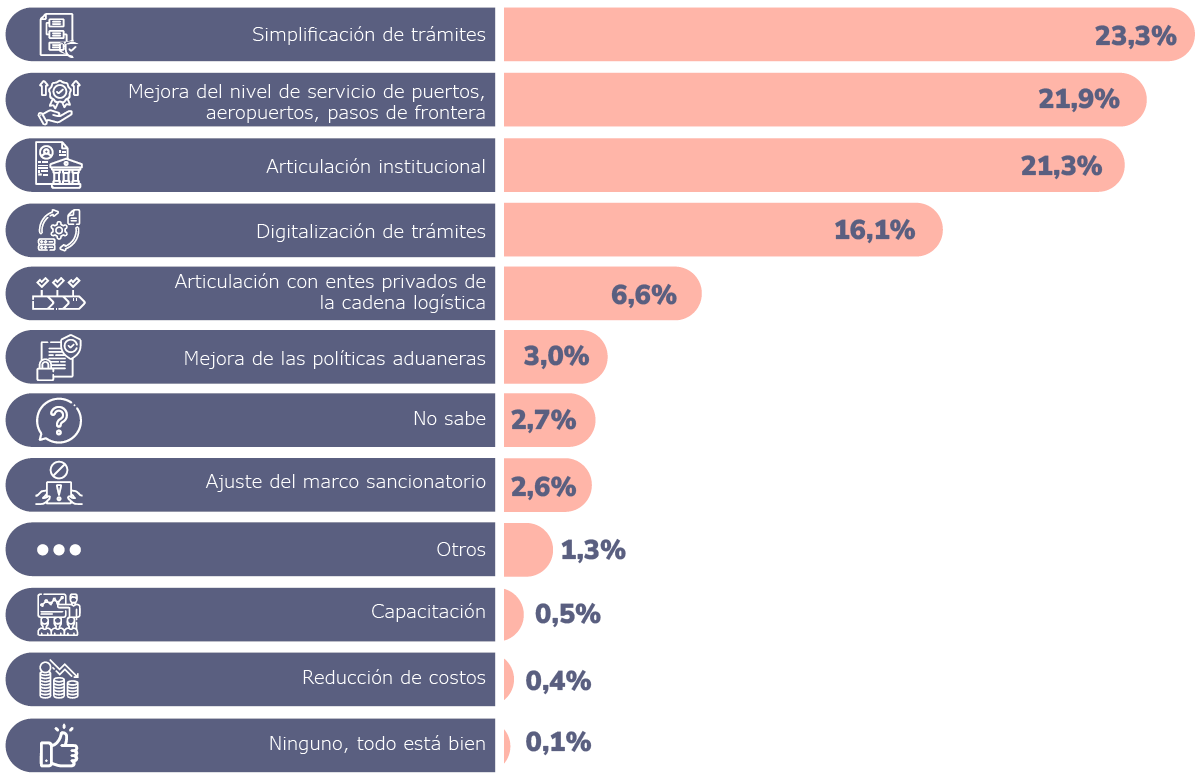 Simplificación de trámites
23,3%
Mejora del nivel de servicio de puertos,
aeropuertos, pasos de frontera
21,9%
Articulación institucional
21,3%
Digitalización de trámites
16,1%
Articulación con entes privados de
la cadena logística
6,6%
Mejora de las políticas aduaneras
3,0%
No sabe
2,7%
Ajuste del marco sancionatorio
2,6%
Otros
1,3%
Capacitación
0,5%
Reducción de costos
0,4%
Ninguno, todo está bien
0,1%